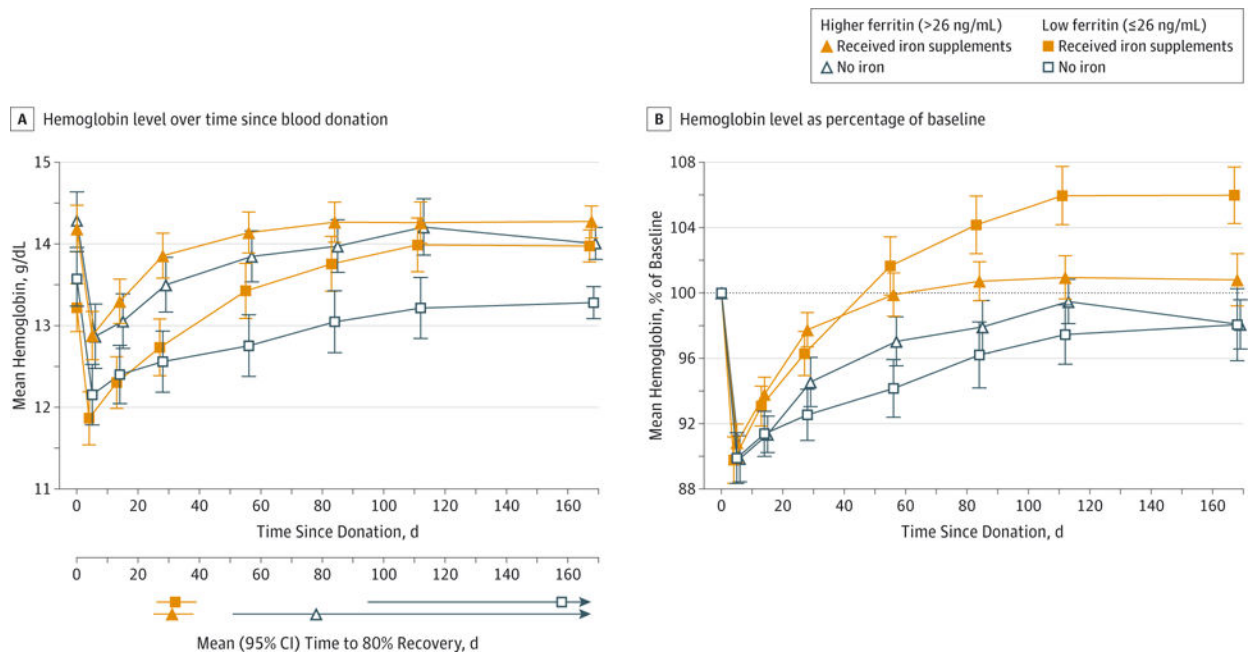 Higher ferritin (>26 ng/mL) Low ferritin (≤26 ng/mL)
Received iron supplements Received iron supplements
No iron No iron
A Hemoglobin level over time since blood donation
B Hemoglobin level as percentage of baseline
15
14
13
12
11
Mean Hemoglobin, g/dL
0 20 40 60 80 100 120 140 160
Time Since Donation, d
108
104
100
96
92
88
Mean Hemoglobin, % of Baseline
0 20 40 60 80 100 120 140 160
Time Since Donation, d
0 20 40 60 80 100 120 140 160
Mean (95% CI) Time to 80% Recovery, d